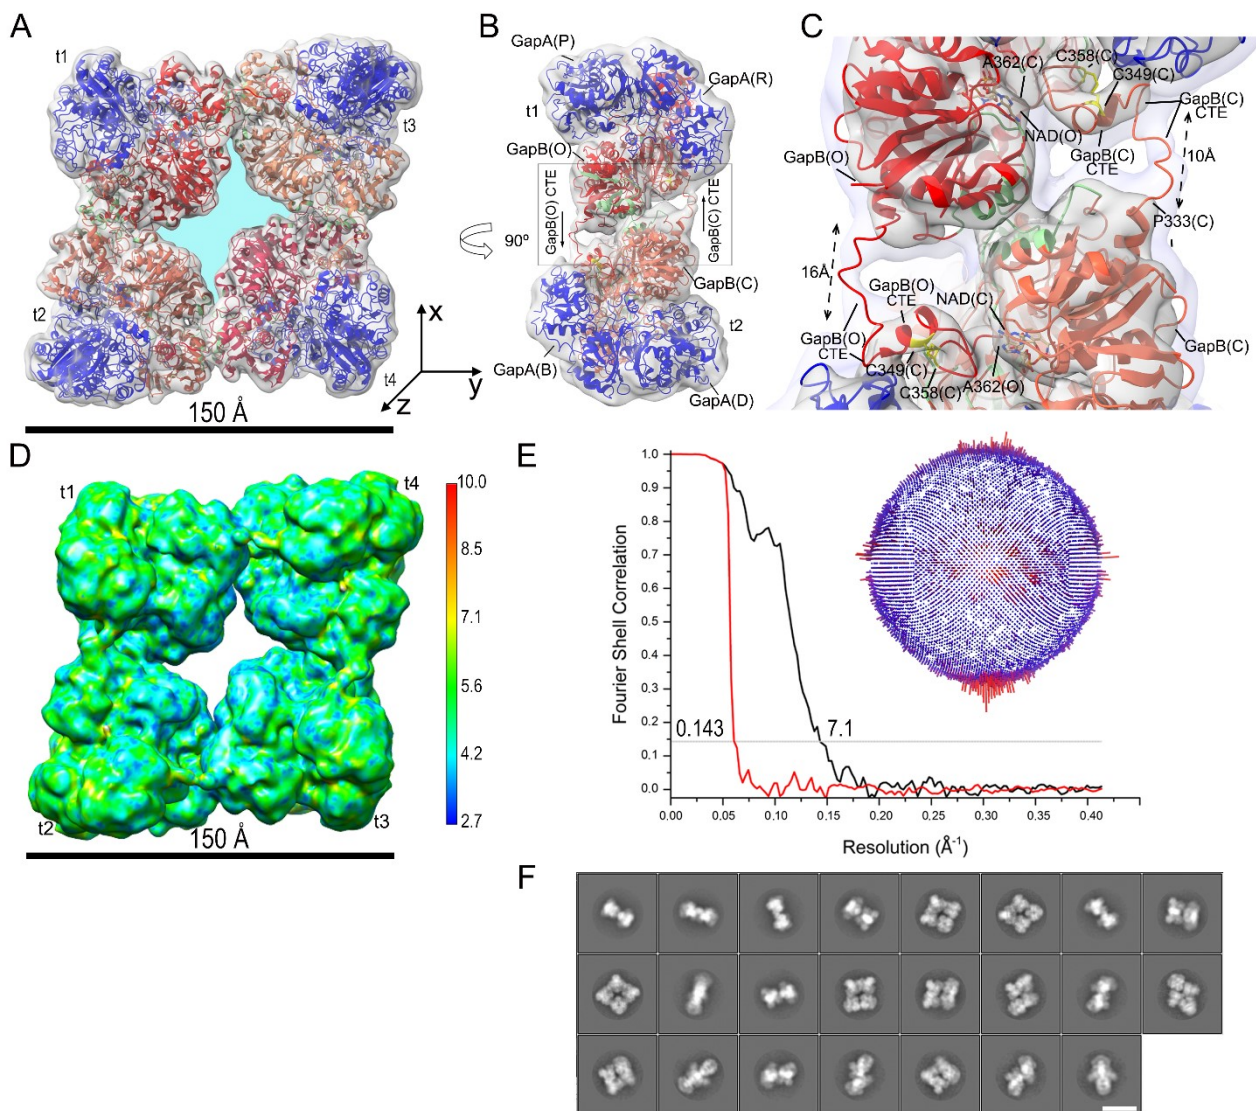 A
t1
t3
t2
t4
150 Å
x
y
z
B
90º
GapA(P)
GapA(R)
t1
GapB(O)
GapB(O) CTE
GapB(C) CTE
GapB(C)
t2
GapA(B)
GapA(D)
C
A362(C)
C358(C)
C349(C)
GapB(C)
CTE
NAD(O)
GapB(C)
CTE
10Å
GapB(O)
P333(C)
16Å
GapB(O)
CTE
NAD(C)
GapB(O)
CTE
C349(C)
C358(C)
A362(O)
GapB(C)
D
t1
t4
t2
t3
150 Å
10.0
8.5
7.1
5.6
4.2
2.7
E
1.0
0.9
0.8
0.7
0.6
0.5
0.4
0.3
0.2
0.1
0.0
Fourier Shell Correlation
0.143
7.1
0.00
0.05
0.10
0.15
0.20
0.25
0.30
0.35
0.40
Resolution (Å⁻¹)
F